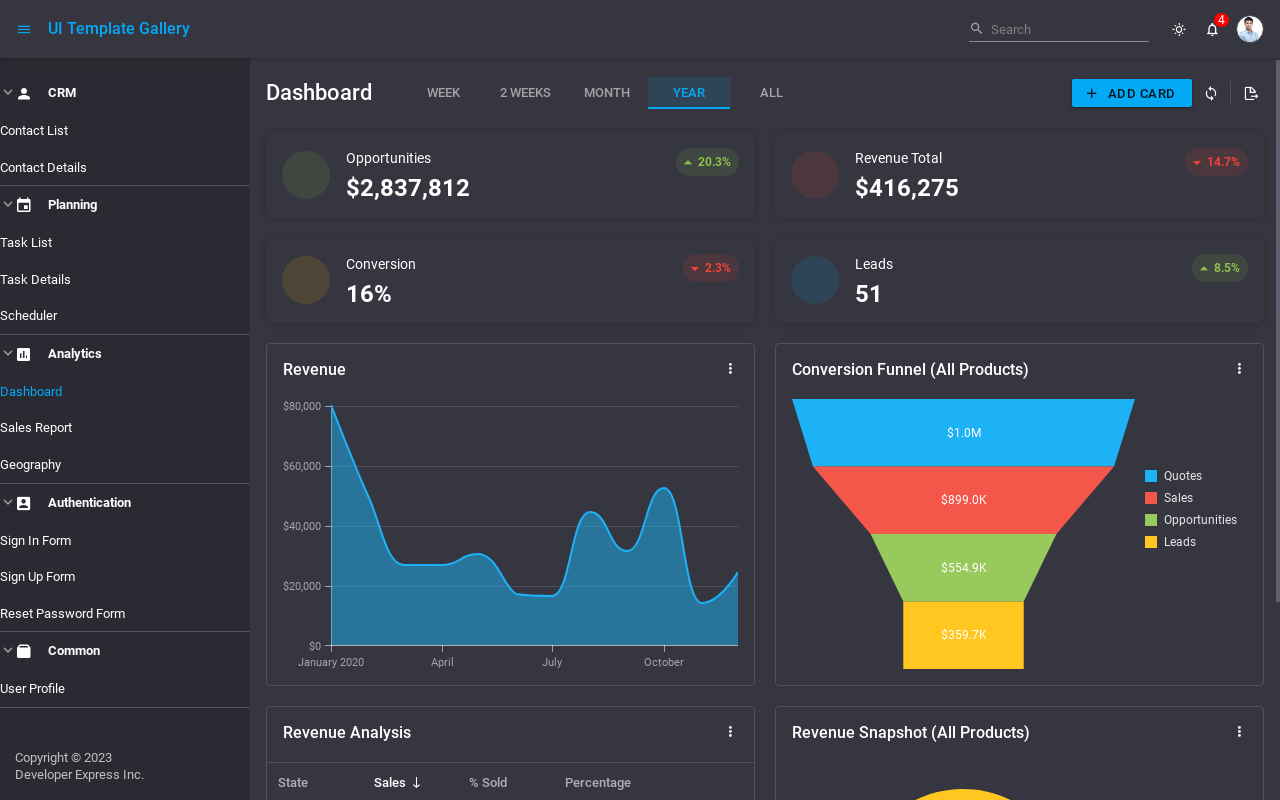 UI Template Gallery
Search
4
CRM
Contact List
Contact Details
Planning
Task List
Task Details
Scheduler
Analytics
Dashboard
Sales Report
Geography
Authentication
Sign In Form
Sign Up Form
Reset Password Form
Common
User Profile
Copyright © 2023
Developer Express Inc.
Dashboard
WEEK
2 WEEKS
MONTH
YEAR
ALL
ADD CARD
Opportunities
$2,837,812
20.3%
Revenue Total
$416,275
14.7%
Conversion
16%
2.3%
Leads
51
8.5%
Revenue
$80,000
$60,000
$40,000
$20,000
$0
January 2020
April
July
October
Conversion Funnel (All Products)
$1.0M
$899.0K
$554.9K
$359.7K
Quotes
Sales
Opportunities
Leads
Revenue Analysis
State
Sales
% Sold
Percentage
Revenue Snapshot (All Products)